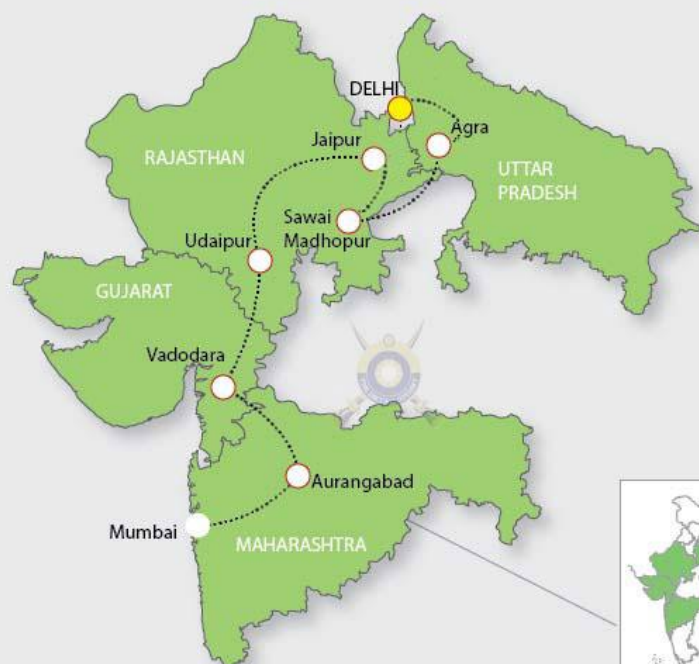 DELHI
Agra
Jaipur
RAJASTHAN
UTTAR
PRADESH
Sawai
Madhopur
Udaipur
GUJARAT
Vadodara
Aurangabad
Mumbai
MAHARASHTRA